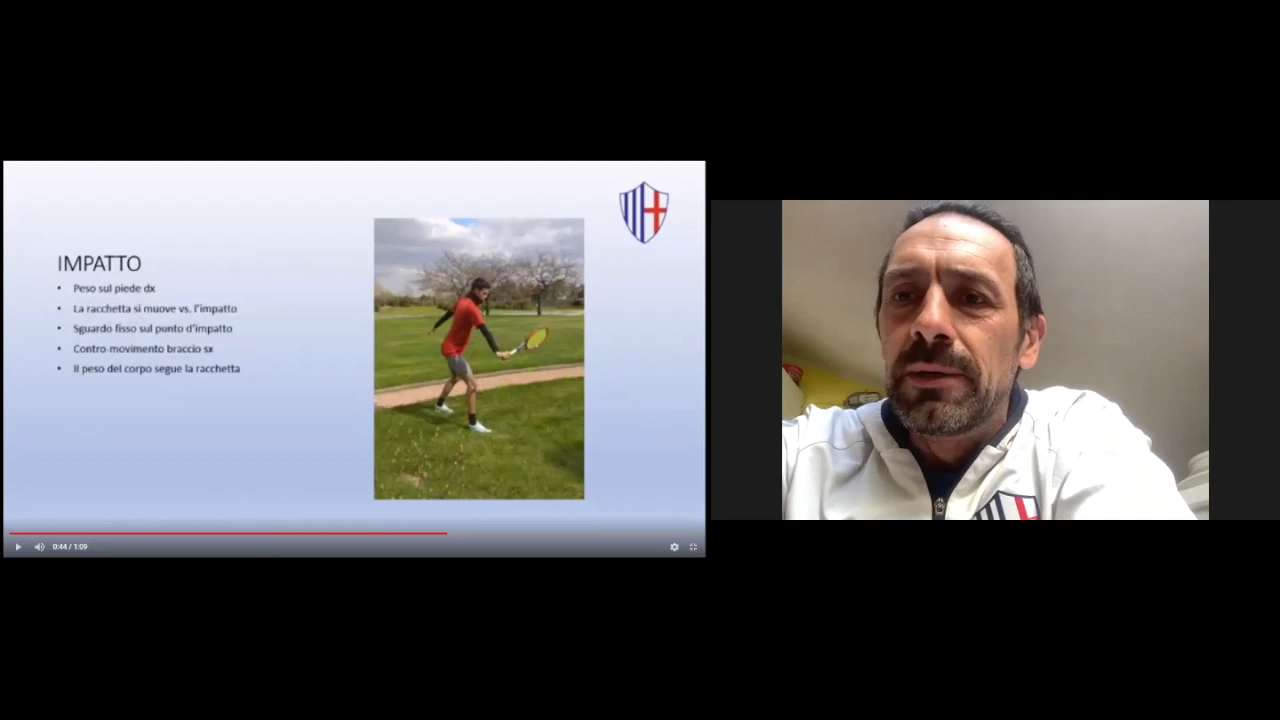 IMPATTO
• Peso sul piede dx
• La racchetta si muove vs. l'impatto
• Sguardo fisso sul punto d'impatto
• Contro-movimento braccio sx
• Il peso del corpo segue la racchetta
0:44 / 1:09